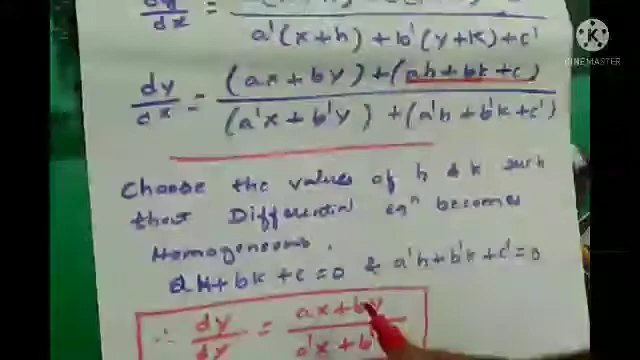 dy/dx =
a'(x+h)+b'(y+k)+c'
KINEMASTER
dy/dx = (ax+by)+(ah+bk+c) / (a'x+b'y)+(a'h+b'k+c')
Choose the values of h & k such
that Differential eqn becomes
Homogeneous.
ah+bk+c=0 & a'h+b'k+c'=0
∴ dy/dx = ax+by / a'x+b'